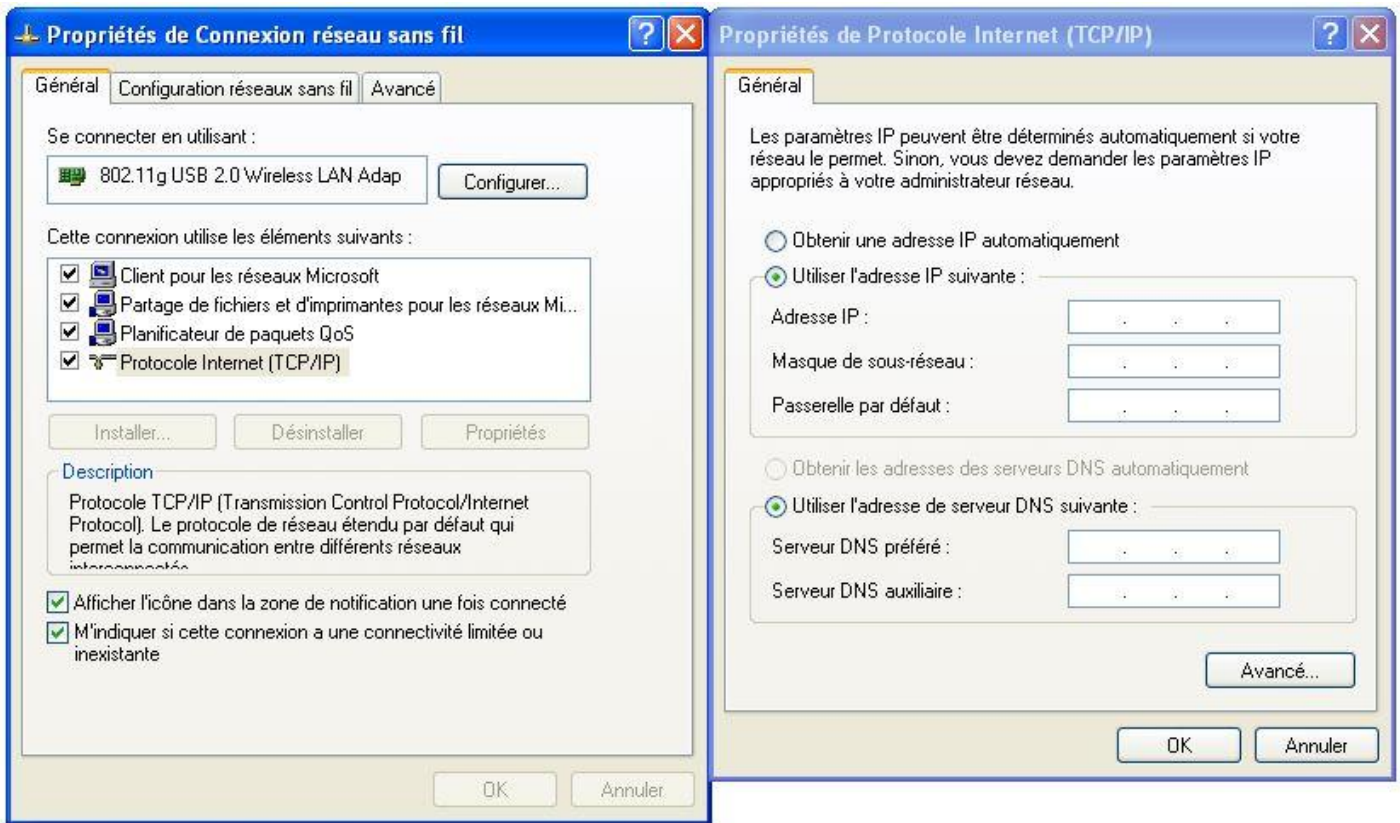 Propriétés de Connexion réseau sans fil
Général
Configuration réseaux sans fil
Avancé
Se connecter en utilisant :
802.11g USB 2.0 Wireless LAN Adap
Configurer...
Cette connexion utilise les éléments suivants :
Client pour les réseaux Microsoft
Partage de fichiers et d'imprimantes pour les réseaux Mi...
Planificateur de paquets QoS
Protocole Internet (TCP/IP)
Installer...
Désinstaller
Propriétés
Description
Protocole TCP/IP (Transmission Control Protocol/Internet
Protocol). Le protocole de réseau étendu par défaut qui
permet la communication entre différents réseaux
interconnectés
Afficher l'icône dans la zone de notification une fois connecté
M'indiquer si cette connexion a une connectivité limitée ou
inexistante
OK
Annuler
Propriétés de Protocole Internet (TCP/IP)
Général
Les paramètres IP peuvent être déterminés automatiquement si votre
réseau le permet. Sinon, vous devez demander les paramètres IP
appropriés à votre administrateur réseau.
Obtenir une adresse IP automatiquement
Utiliser l'adresse IP suivante :
Adresse IP :
Masque de sous-réseau :
Passerelle par défaut :
Obtenir les adresses des serveurs DNS automatiquement
Utiliser l'adresse de serveur DNS suivante :
Serveur DNS préféré :
Serveur DNS auxiliaire :
Avancé...
OK
Annuler